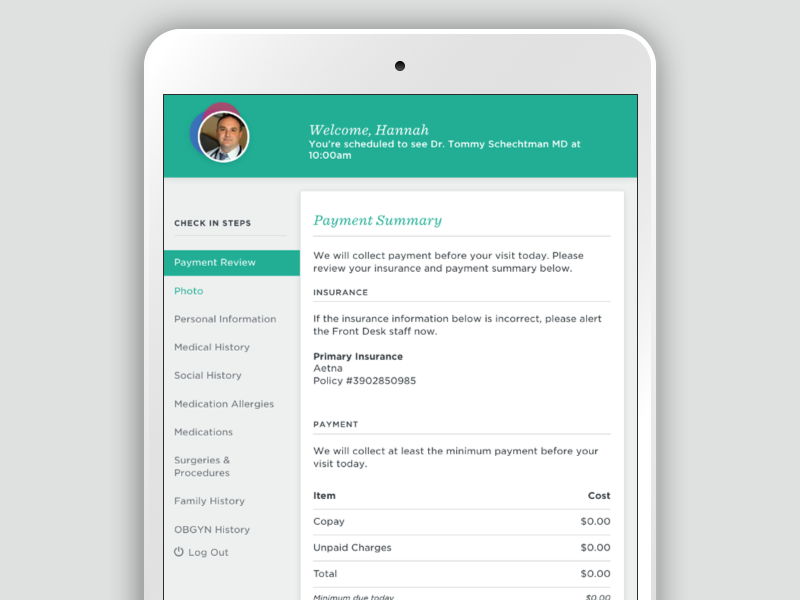 Welcome, Hannah
You're scheduled to see Dr. Tommy Schechtman MD at
10:00am
CHECK IN STEPS
Payment Review
Photo
Personal Information
Medical History
Social History
Medication Allergies
Medications
Surgeries &
Procedures
Family History
OBGYN History
Log Out
Payment Summary
We will collect payment before your visit today. Please
review your insurance and payment summary below.
INSURANCE
If the insurance information below is incorrect, please alert
the Front Desk staff now.
Primary Insurance
Aetna
Policy #3902850985
PAYMENT
We will collect at least the minimum payment before your
visit today.
Item Cost
Copay $0.00
Unpaid Charges $0.00
Total $0.00
Minimum due today $0.00